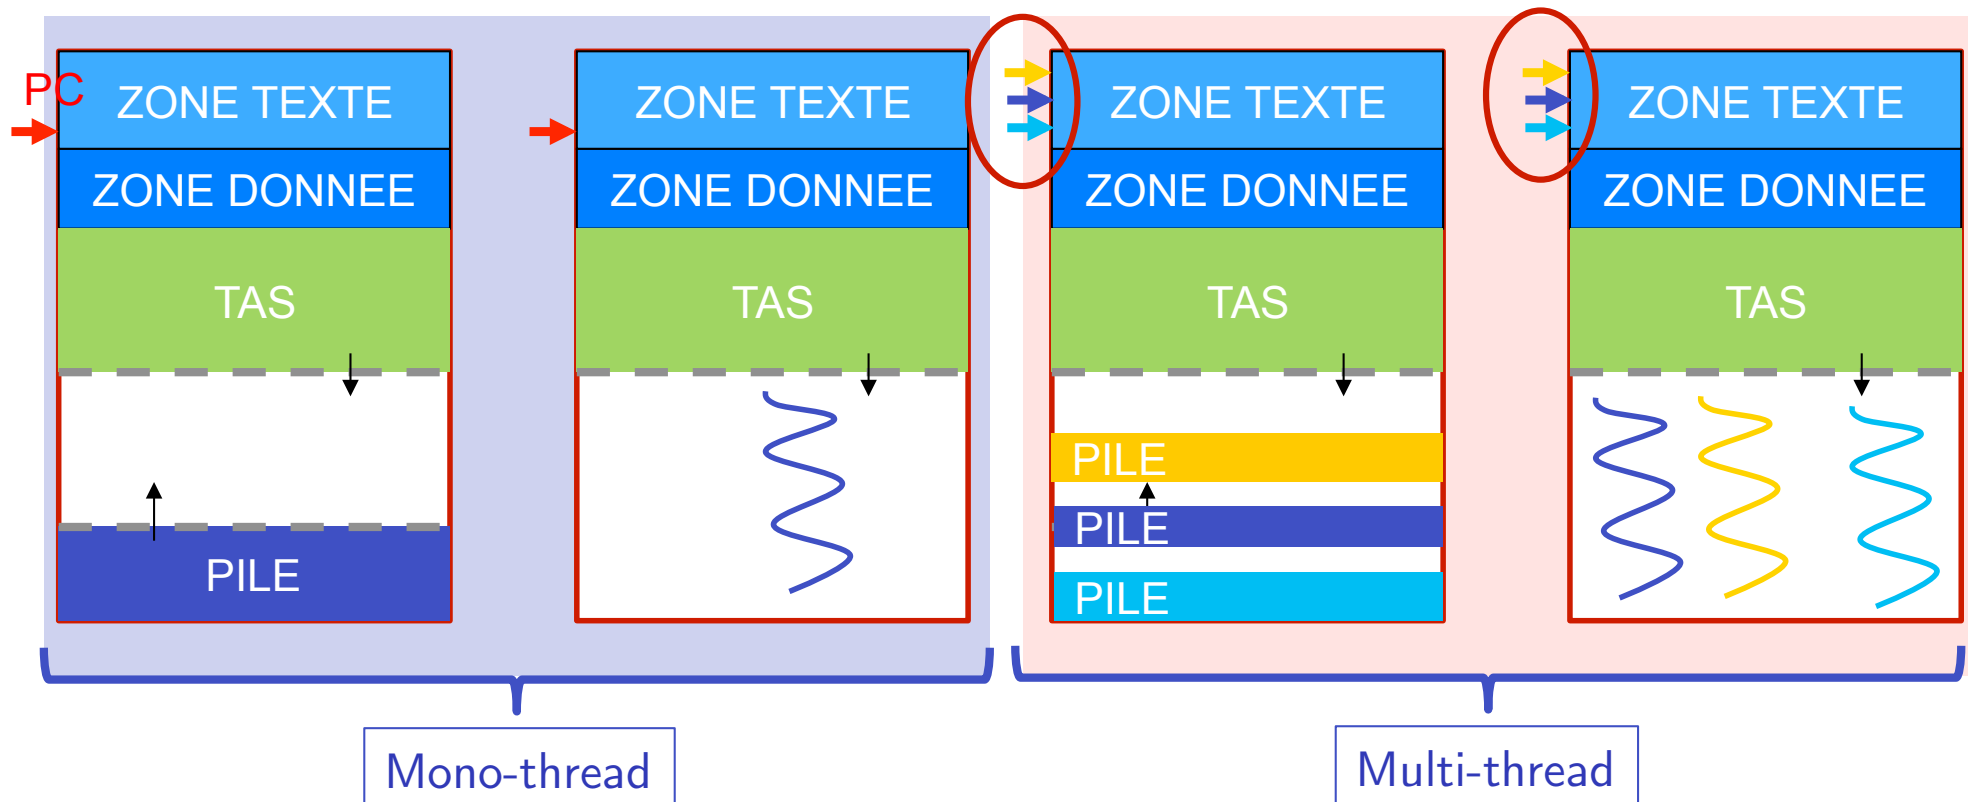 PC
ZONE TEXTE
ZONE DONNEE
TAS
PILE
ZONE TEXTE
ZONE DONNEE
TAS
ZONE TEXTE
ZONE DONNEE
TAS
PILE
PILE
PILE
ZONE TEXTE
ZONE DONNEE
TAS
Mono-thread
Multi-thread